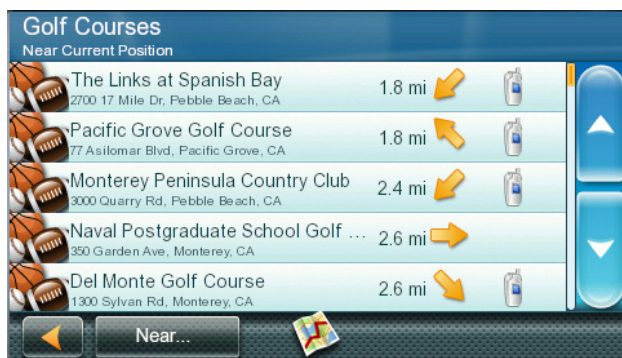 Golf Courses
Near Current Position
The Links at Spanish Bay
1.8 mi
2700 17 Mile Dr, Pebble Beach, CA
Pacific Grove Golf Course
1.8 mi
77 Asilomar Blvd, Pacific Grove, CA
Monterey Peninsula Country Club
2.4 mi
3000 Quarry Rd, Pebble Beach, CA
Naval Postgraduate School Golf ...
2.6 mi
350 Garden Ave, Monterey, CA
Del Monte Golf Course
2.6 mi
1300 Sylvan Rd, Monterey, CA
Near...